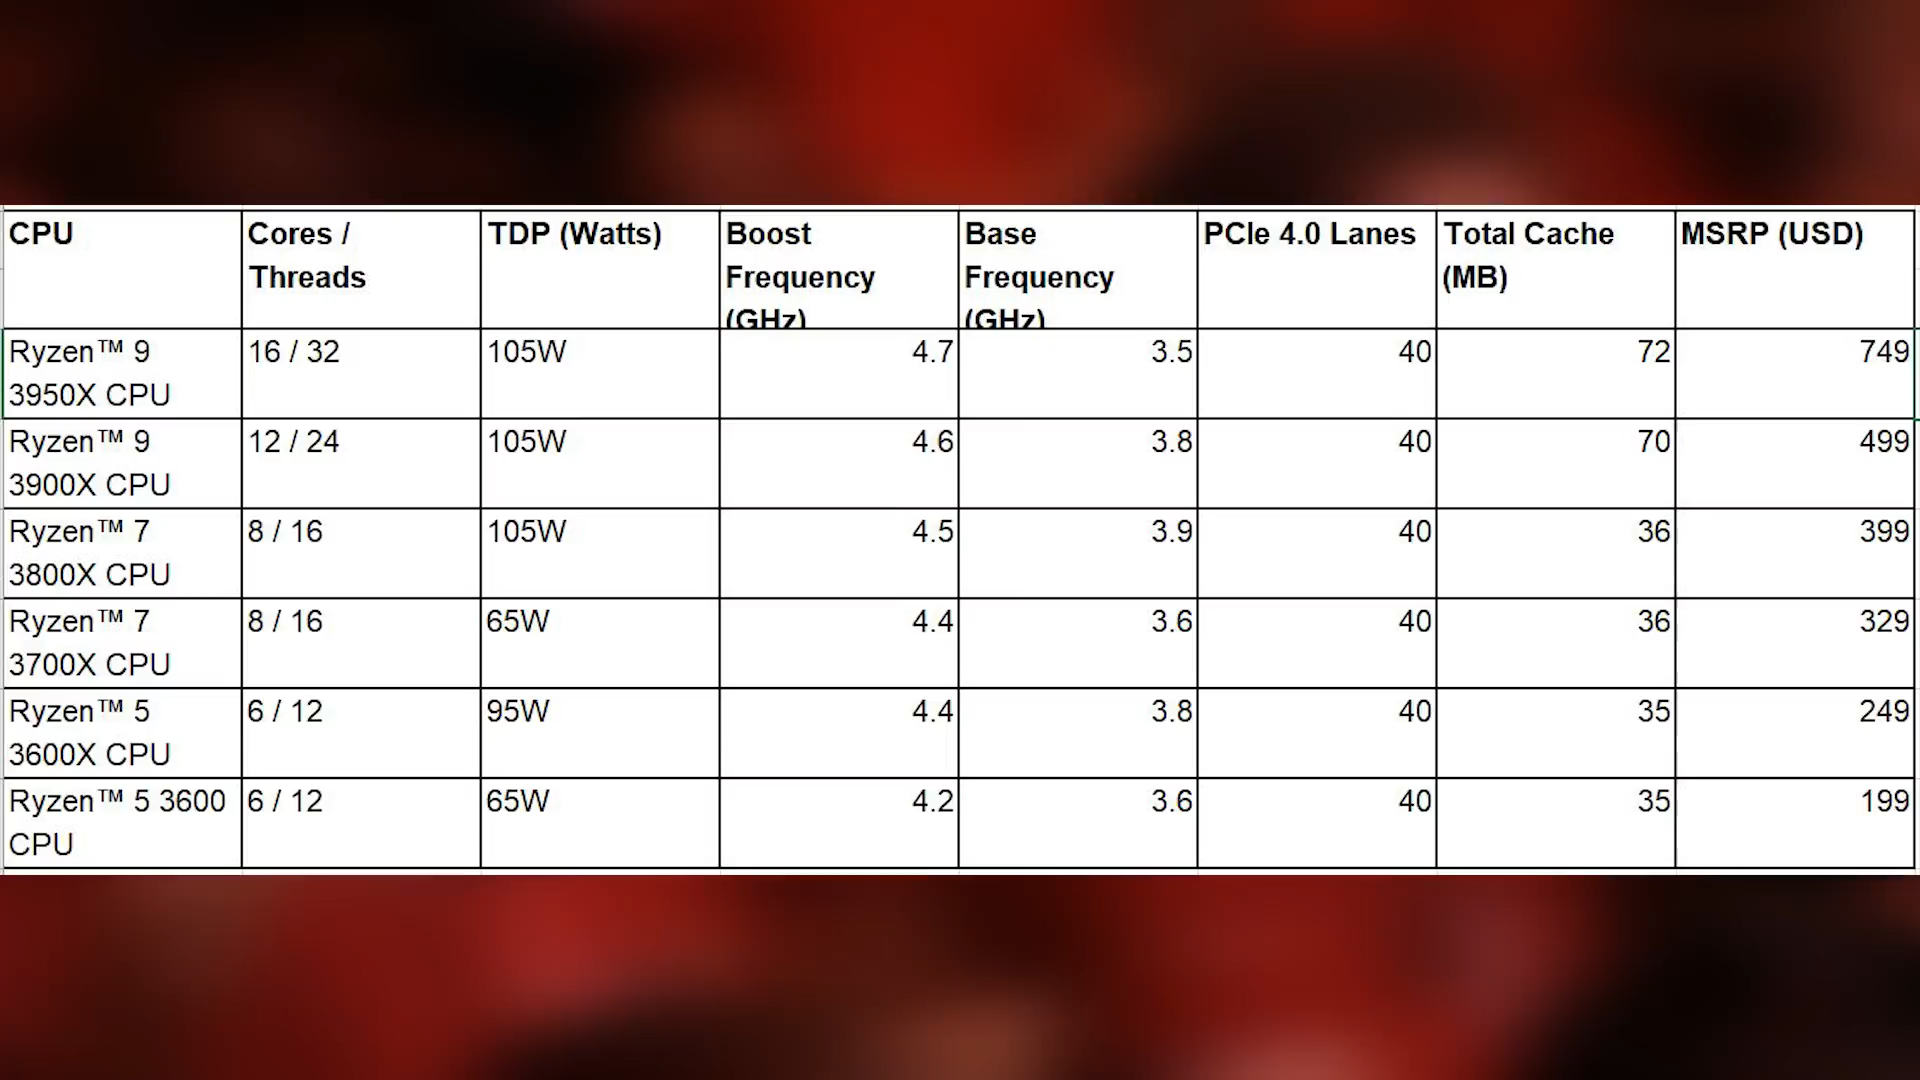 CPU
Cores /
Threads
TDP (Watts)
Boost
Frequency
(GHz)
Base
Frequency
(GHz)
PCIe 4.0 Lanes
Total Cache
(MB)
MSRP (USD)
Ryzen™ 9
3950X CPU
16 / 32
105W
4.7
3.5
40
72
749
Ryzen™ 9
3900X CPU
12 / 24
105W
4.6
3.8
40
70
499
Ryzen™ 7
3800X CPU
8 / 16
105W
4.5
3.9
40
36
399
Ryzen™ 7
3700X CPU
8 / 16
65W
4.4
3.6
40
36
329
Ryzen™ 5
3600X CPU
6 / 12
95W
4.4
3.8
40
35
249
Ryzen™ 5 3600
CPU
6 / 12
65W
4.2
3.6
40
35
199